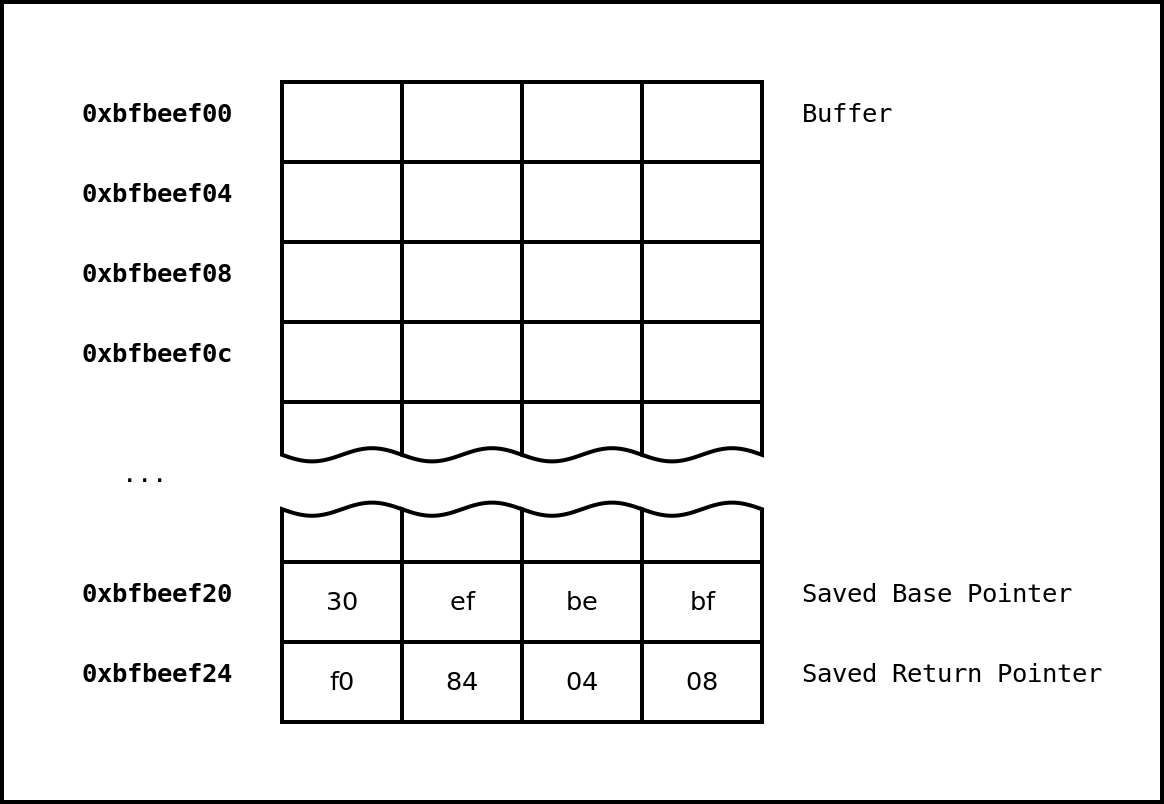 0xbfbeef00 Buffer
0xbfbeef04
0xbfbeef08
0xbfbeef0c
...
0xbfbeef20 30 ef be bf Saved Base Pointer
0xbfbeef24 f0 84 04 08 Saved Return Pointer